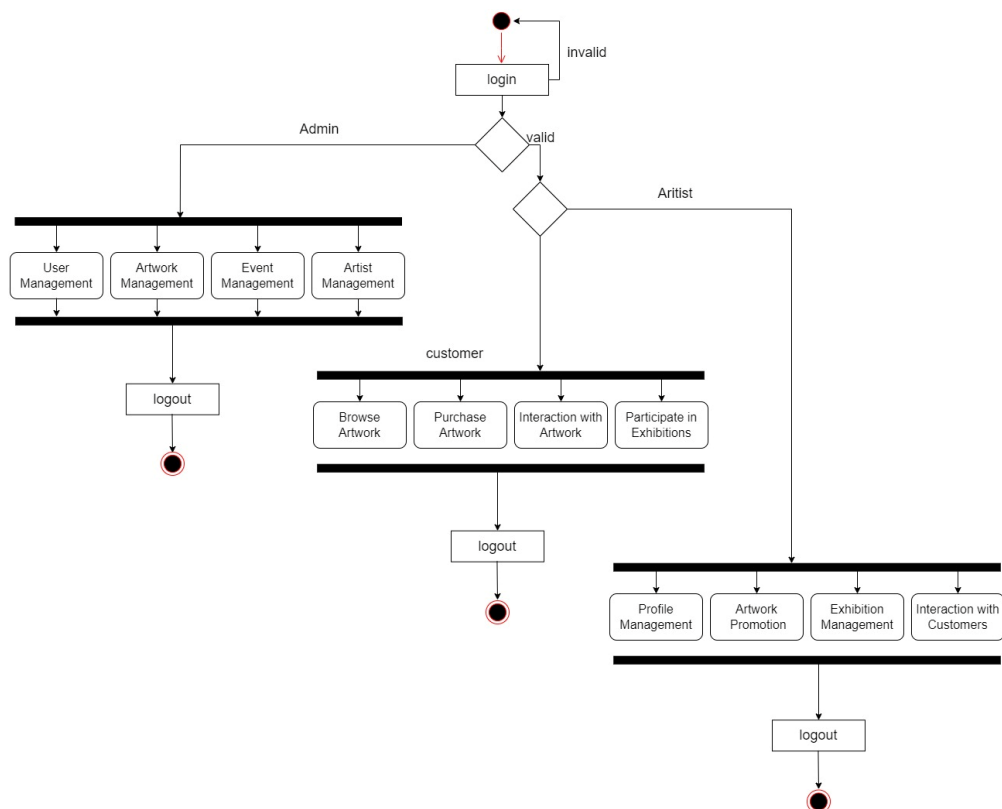 invalid
login
Admin
valid
Aritist
User
Management
Artwork
Management
Event
Management
Artist
Management
customer
logout
Browse
Artwork
Purchase
Artwork
Interaction with
Artwork
Participate in
Exhibitions
logout
Profile
Management
Artwork
Promotion
Exhibition
Management
Interaction with
Customers
logout